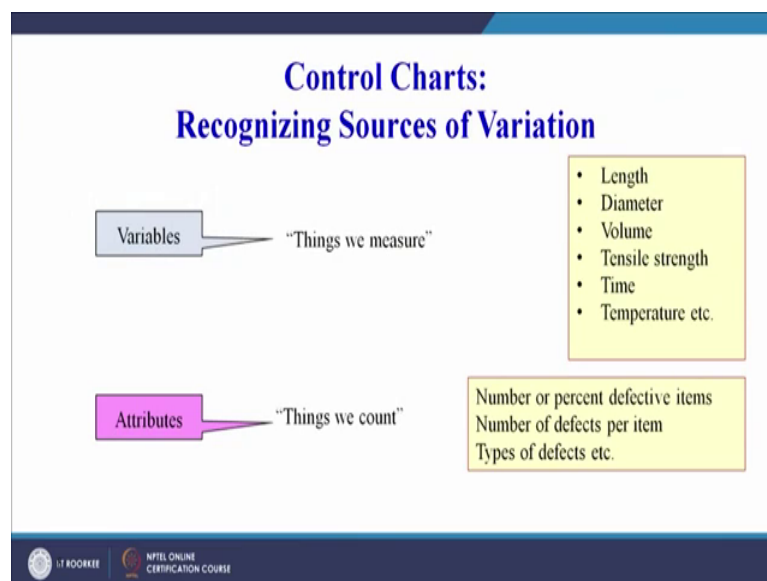 Control Charts:
Recognizing Sources of Variation
Variables
"Things we measure"
• Length
• Diameter
• Volume
• Tensile strength
• Time
• Temperature etc.
Attributes
"Things we count"
Number or percent defective items
Number of defects per item
Types of defects etc.
IIT ROORKEE
NPTEL ONLINE
CERTIFICATION COURSE